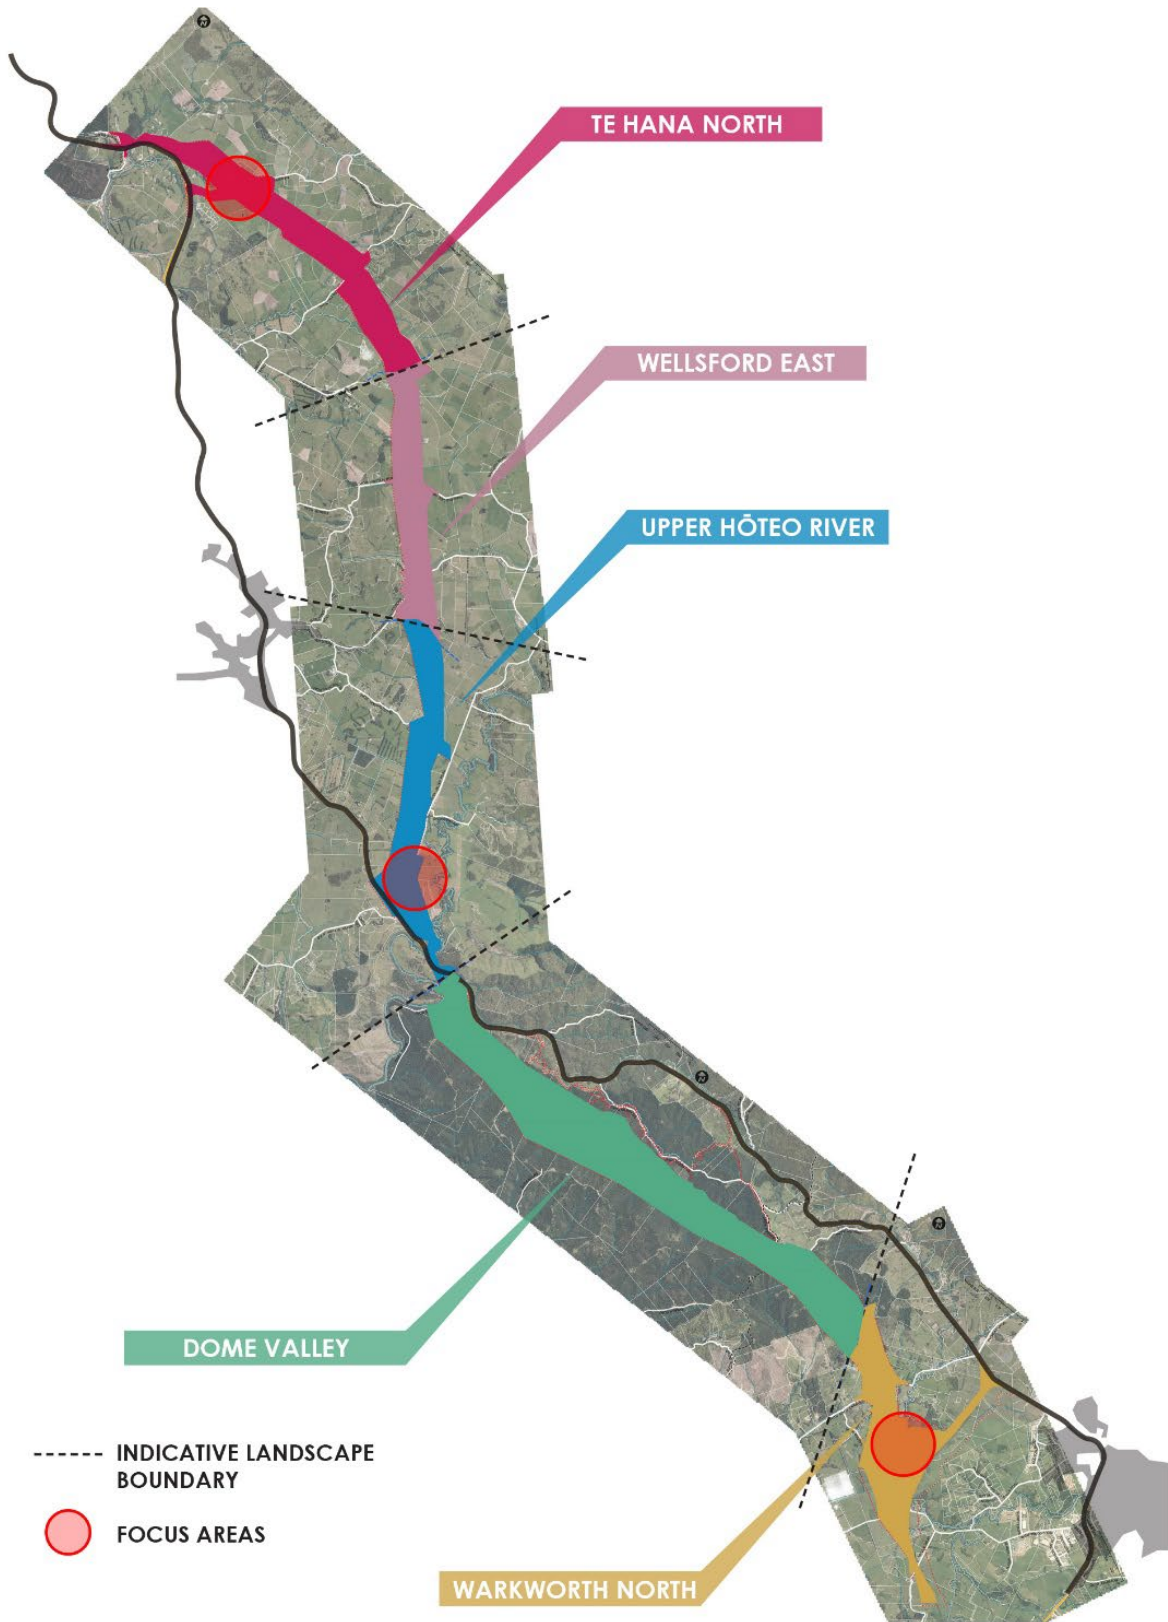 TE HANA NORTH
WELLSFORD EAST
UPPER HŌTEO RIVER
DOME VALLEY
INDICATIVE LANDSCAPE
BOUNDARY
FOCUS AREAS
WARKWORTH NORTH